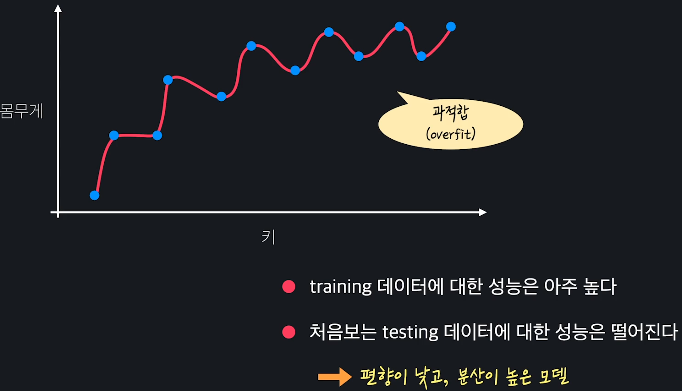 몸무게
과적합
(overfit)
키
training 데이터에 대한 성능은 아주 높다
처음보는 testing 데이터에 대한 성능은 떨어진다
편향이 낮고, 분산이 높은 모델